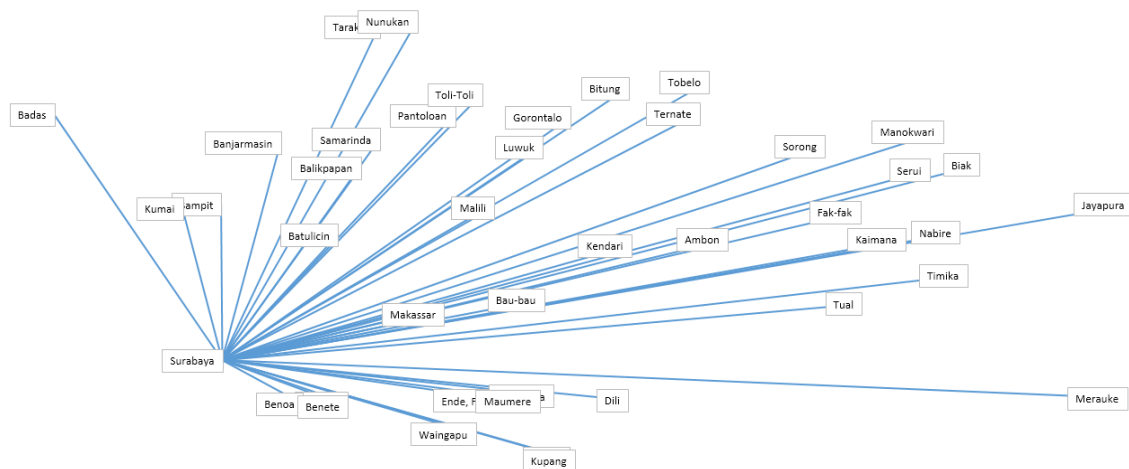 Nunukan
Badas
Toli-Toli
Pantoloan
Bitung
Tobelo
Gorontalo
Ternate
Banjarmasin
Samarinda
Luwuk
Sorong
Manokwari
Balikpapan
Serui
Biak
Kumai
Malili
Fak-fak
Jayapura
Batulicin
Kendari
Ambon
Kaimana
Nabire
Timika
Makassar
Bau-bau
Tual
Surabaya
Benoa
Benete
Ende,
Maumere
Dili
Merauke
Waingapu
Kupang